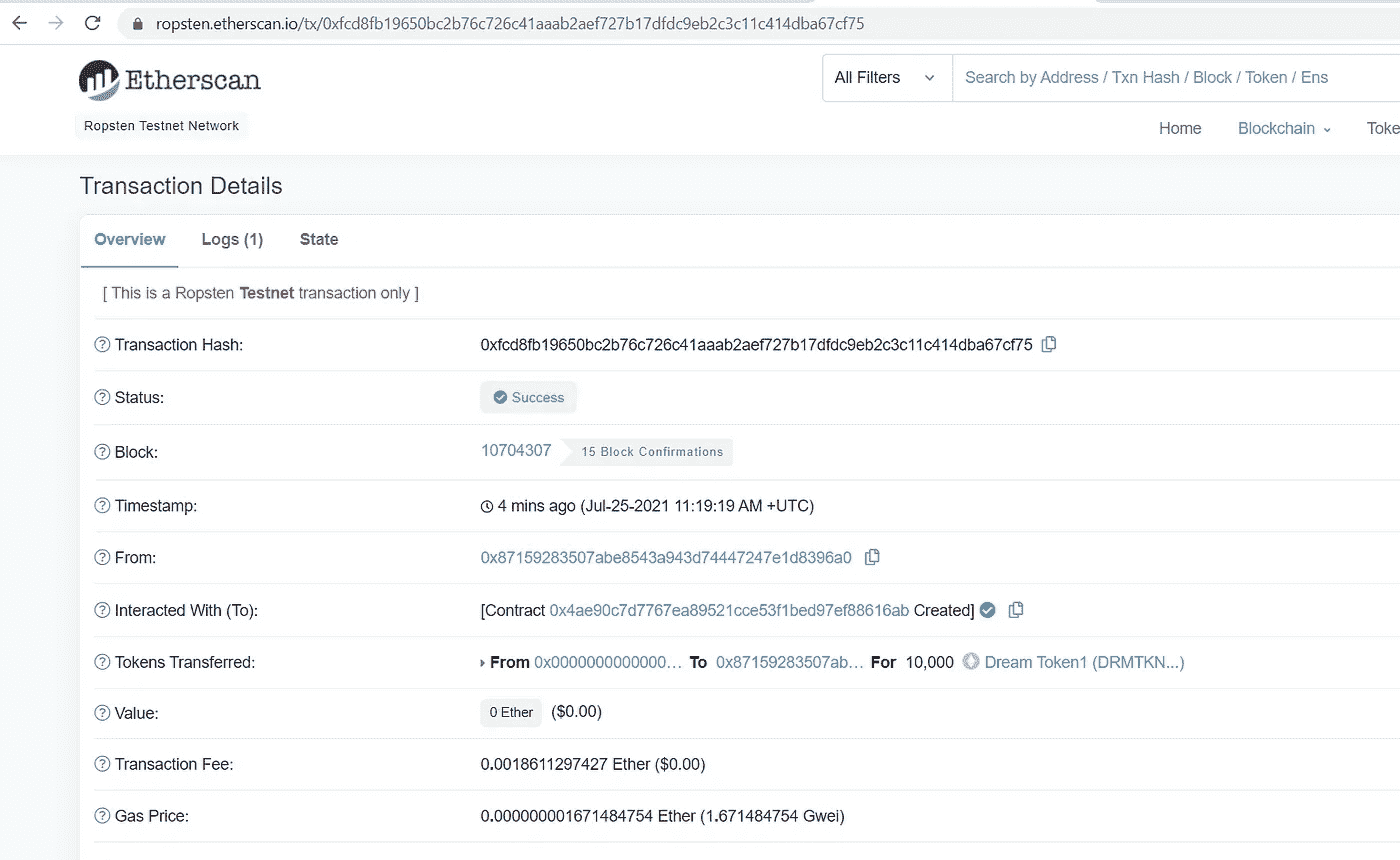 ropsten.etherscan.io/tx/0xfcd8fb19650bc2b76c726c41aaab2aef727b17dfdc9eb2c3c11c414dba67cf75
Etherscan
All Filters
Search by Address / Txn Hash / Block / Token / Ens
Ropsten Testnet Network
Home Blockchain Toke
Transaction Details
Overview Logs (1) State
[ This is a Ropsten Testnet transaction only ]
Transaction Hash: 0xfcd8fb19650bc2b76c726c41aaab2aef727b17dfdc9eb2c3c11c414dba67cf75
Status: Success
Block: 10704307 15 Block Confirmations
Timestamp: 4 mins ago (Jul-25-2021 11:19:19 AM +UTC)
From: 0x87159283507abe8543a943d74447247e1d8396a0
Interacted With (To): [Contract 0x4ae90c7d7767ea89521cce53f1bed97ef88616ab Created]
Tokens Transferred: From 0x0000000000000... To 0x87159283507ab... For 10,000 Dream Token1 (DRMTKN...)
Value: 0 Ether ($0.00)
Transaction Fee: 0.0018611297427 Ether ($0.00)
Gas Price: 0.000000001671484754 Ether (1.671484754 Gwei)